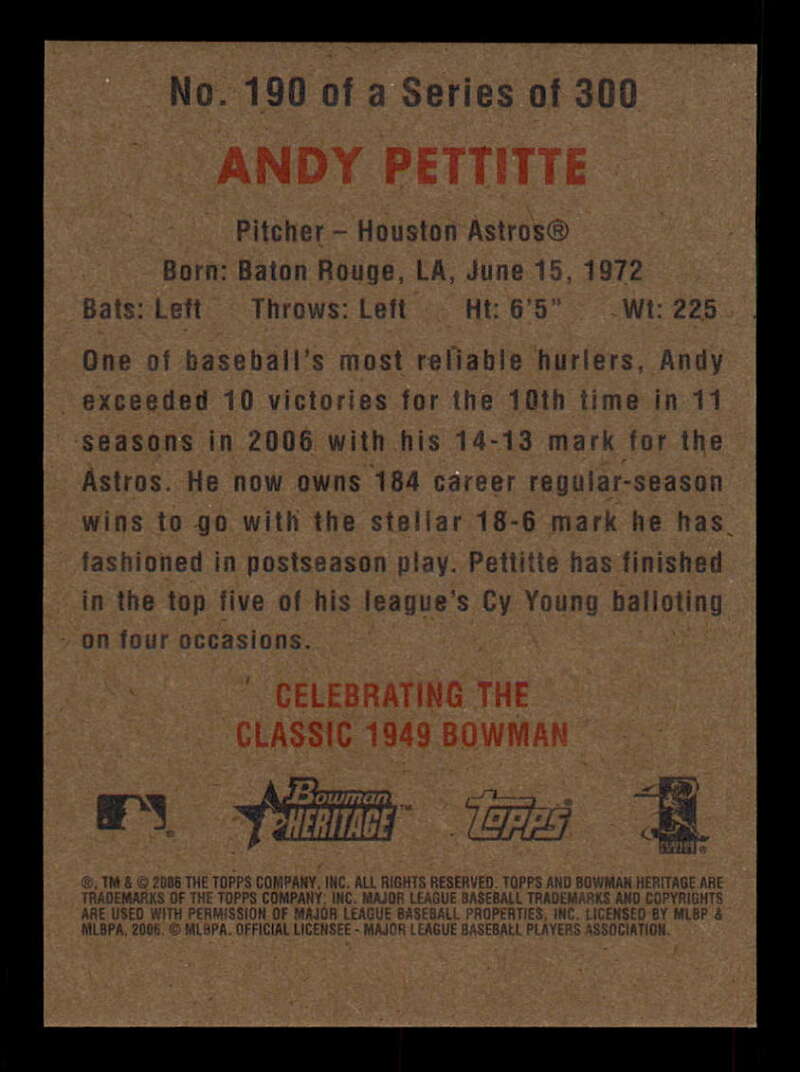 No. 190 of a Series of 300
ANDY PETTITTE
Pitcher – Houston Astros®
Born: Baton Rouge, LA, June 15, 1972
Bats: Left Throws: Left Ht: 6'5" Wt: 225
One of baseball's most reliable hurlers, Andy
exceeded 10 victories for the 10th time in 11
seasons in 2006 with his 14-13 mark for the
Astros. He now owns 184 career regular-season
wins to go with the stellar 18-6 mark he has
fashioned in postseason play. Pettitte has finished
in the top five of his league's Cy Young balloting
on four occasions.
CELEBRATING THE
CLASSIC 1949 BOWMAN
Bowman HERITAGE™ Topps
®, TM & © 2006 THE TOPPS COMPANY, INC. ALL RIGHTS RESERVED. TOPPS AND BOWMAN HERITAGE ARE
TRADEMARKS OF THE TOPPS COMPANY, INC. MAJOR LEAGUE BASEBALL TRADEMARKS AND COPYRIGHTS
ARE USED WITH PERMISSION OF MAJOR LEAGUE BASEBALL PROPERTIES, INC. LICENSED BY MLBP &
MLBPA, 2006. © MLBPA. OFFICIAL LICENSEE - MAJOR LEAGUE BASEBALL PLAYERS ASSOCIATION.